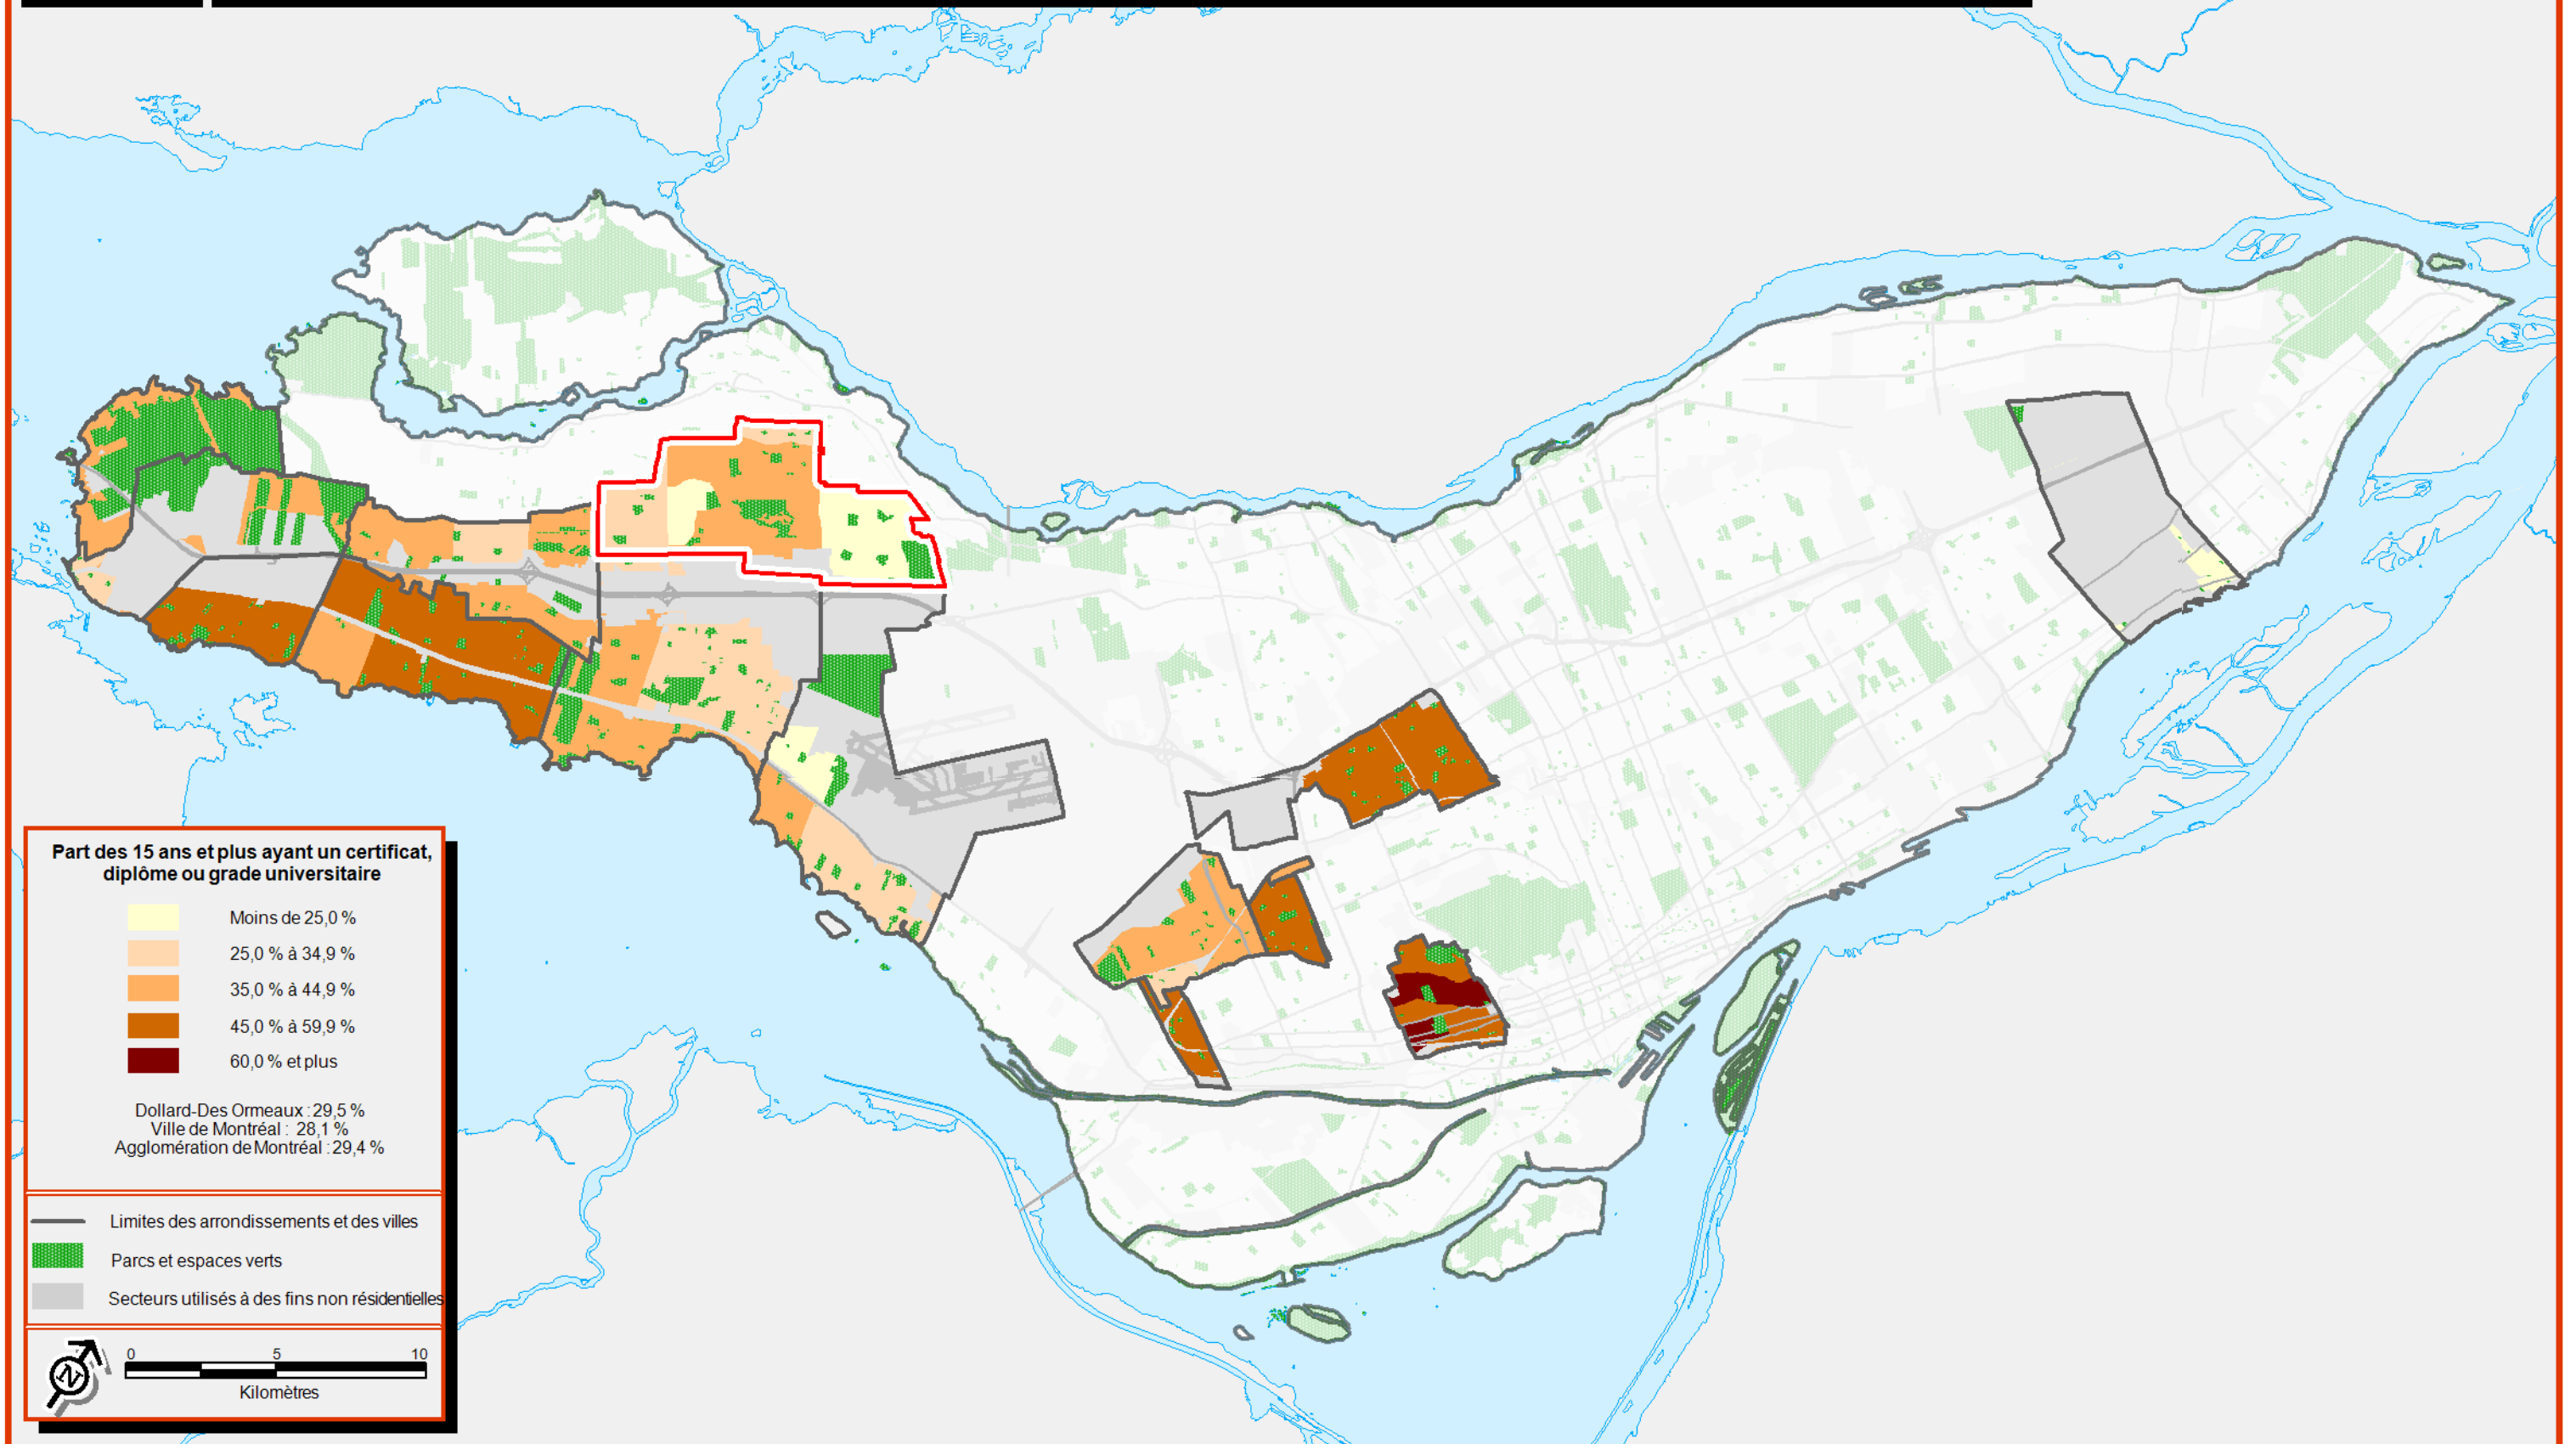 Part des 15 ans et plus ayant un certificat,
diplôme ou grade universitaire
Moins de 25,0 %
25,0 % à 34,9 %
35,0 % à 44,9 %
45,0 % à 59,9 %
60,0 % et plus
Dollard-Des Ormeaux : 29,5 %
Ville de Montréal : 28,1 %
Agglomération de Montréal : 29,4 %
Limites des arrondissements et des villes
Parcs et espaces verts
Secteurs utilisés à des fins non résidentielles
N
0 5 10
Kilomètres